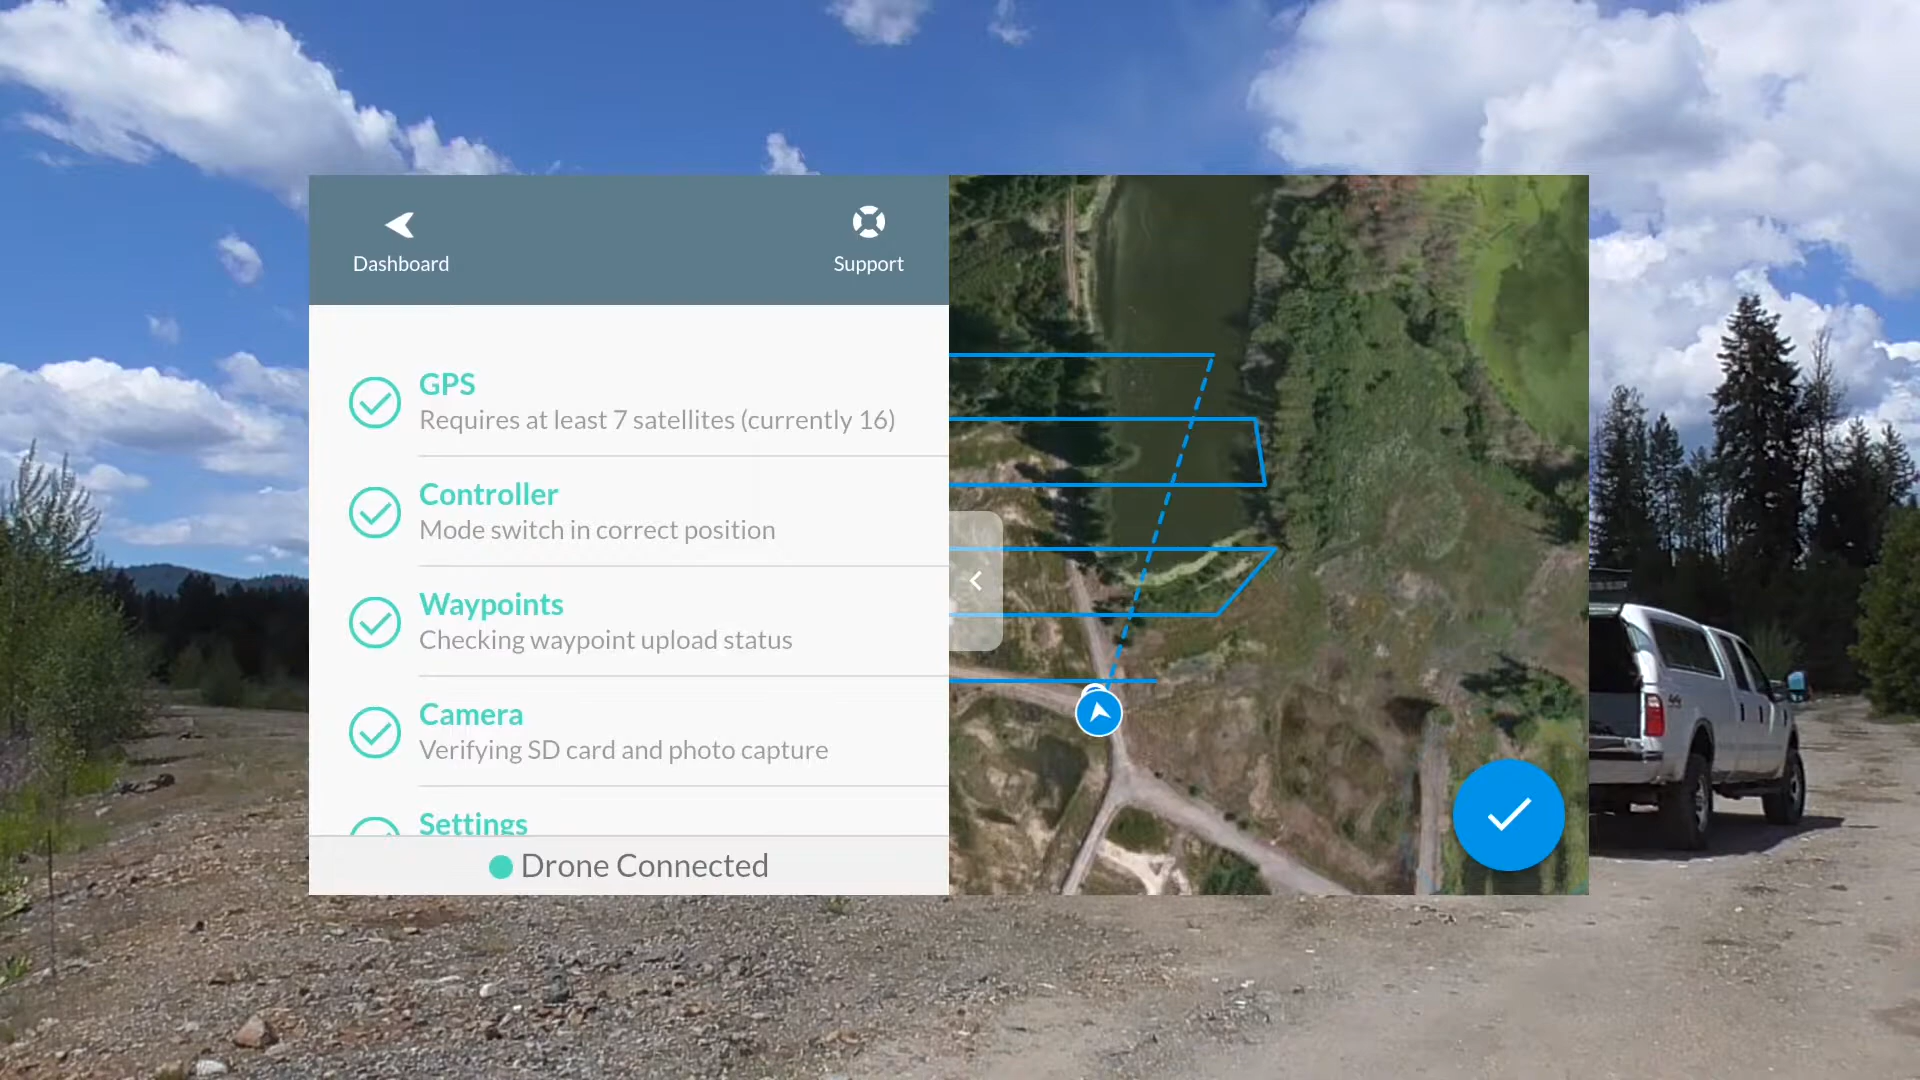 Dashboard
Support
GPS
Requires at least 7 satellites (currently 16)
Controller
Mode switch in correct position
Waypoints
Checking waypoint upload status
Camera
Verifying SD card and photo capture
Settings
Drone Connected